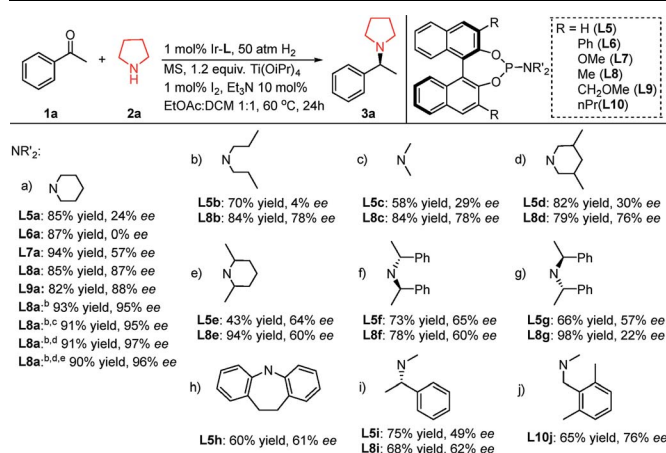 O
1a
+
N
H
2a
1 mol% Ir-L, 50 atm H2
MS, 1.2 equiv. Ti(OiPr)4
1 mol% I2, Et3N 10 mol%
EtOAc:DCM 1:1, 60 °C, 24h
N
3a
R
O
P—NR'2
O
R
R = H (L5)
Ph (L6)
OMe (L7)
Me (L8)
CH2OMe (L9)
nPr(L10)
NR'2:
a)
N
L5a: 85% yield, 24% ee
L6a: 87% yield, 0% ee
L7a: 94% yield, 57% ee
L8a: 85% yield, 87% ee
L9a: 82% yield, 88% ee
L8a:b 93% yield, 95% ee
L8a:b,c 91% yield, 95% ee
L8a:b,d 91% yield, 97% ee
L8a:b,d,e 90% yield, 96% ee
b)
N
L5b: 70% yield, 4% ee
L8b: 84% yield, 78% ee
c)
N
L5c: 58% yield, 29% ee
L8c: 84% yield, 78% ee
d)
N
L5d: 82% yield, 30% ee
L8d: 79% yield, 76% ee
e)
N
L5e: 43% yield, 64% ee
L8e: 94% yield, 60% ee
f)
Ph
N
Ph
L5f: 73% yield, 65% ee
L8f: 78% yield, 60% ee
g)
Ph
N
Ph
L5g: 66% yield, 57% ee
L8g: 98% yield, 22% ee
h)
N
L5h: 60% yield, 61% ee
i)
N
L5i: 75% yield, 49% ee
L8i: 68% yield, 62% ee
j)
N
L10j: 65% yield, 76% ee